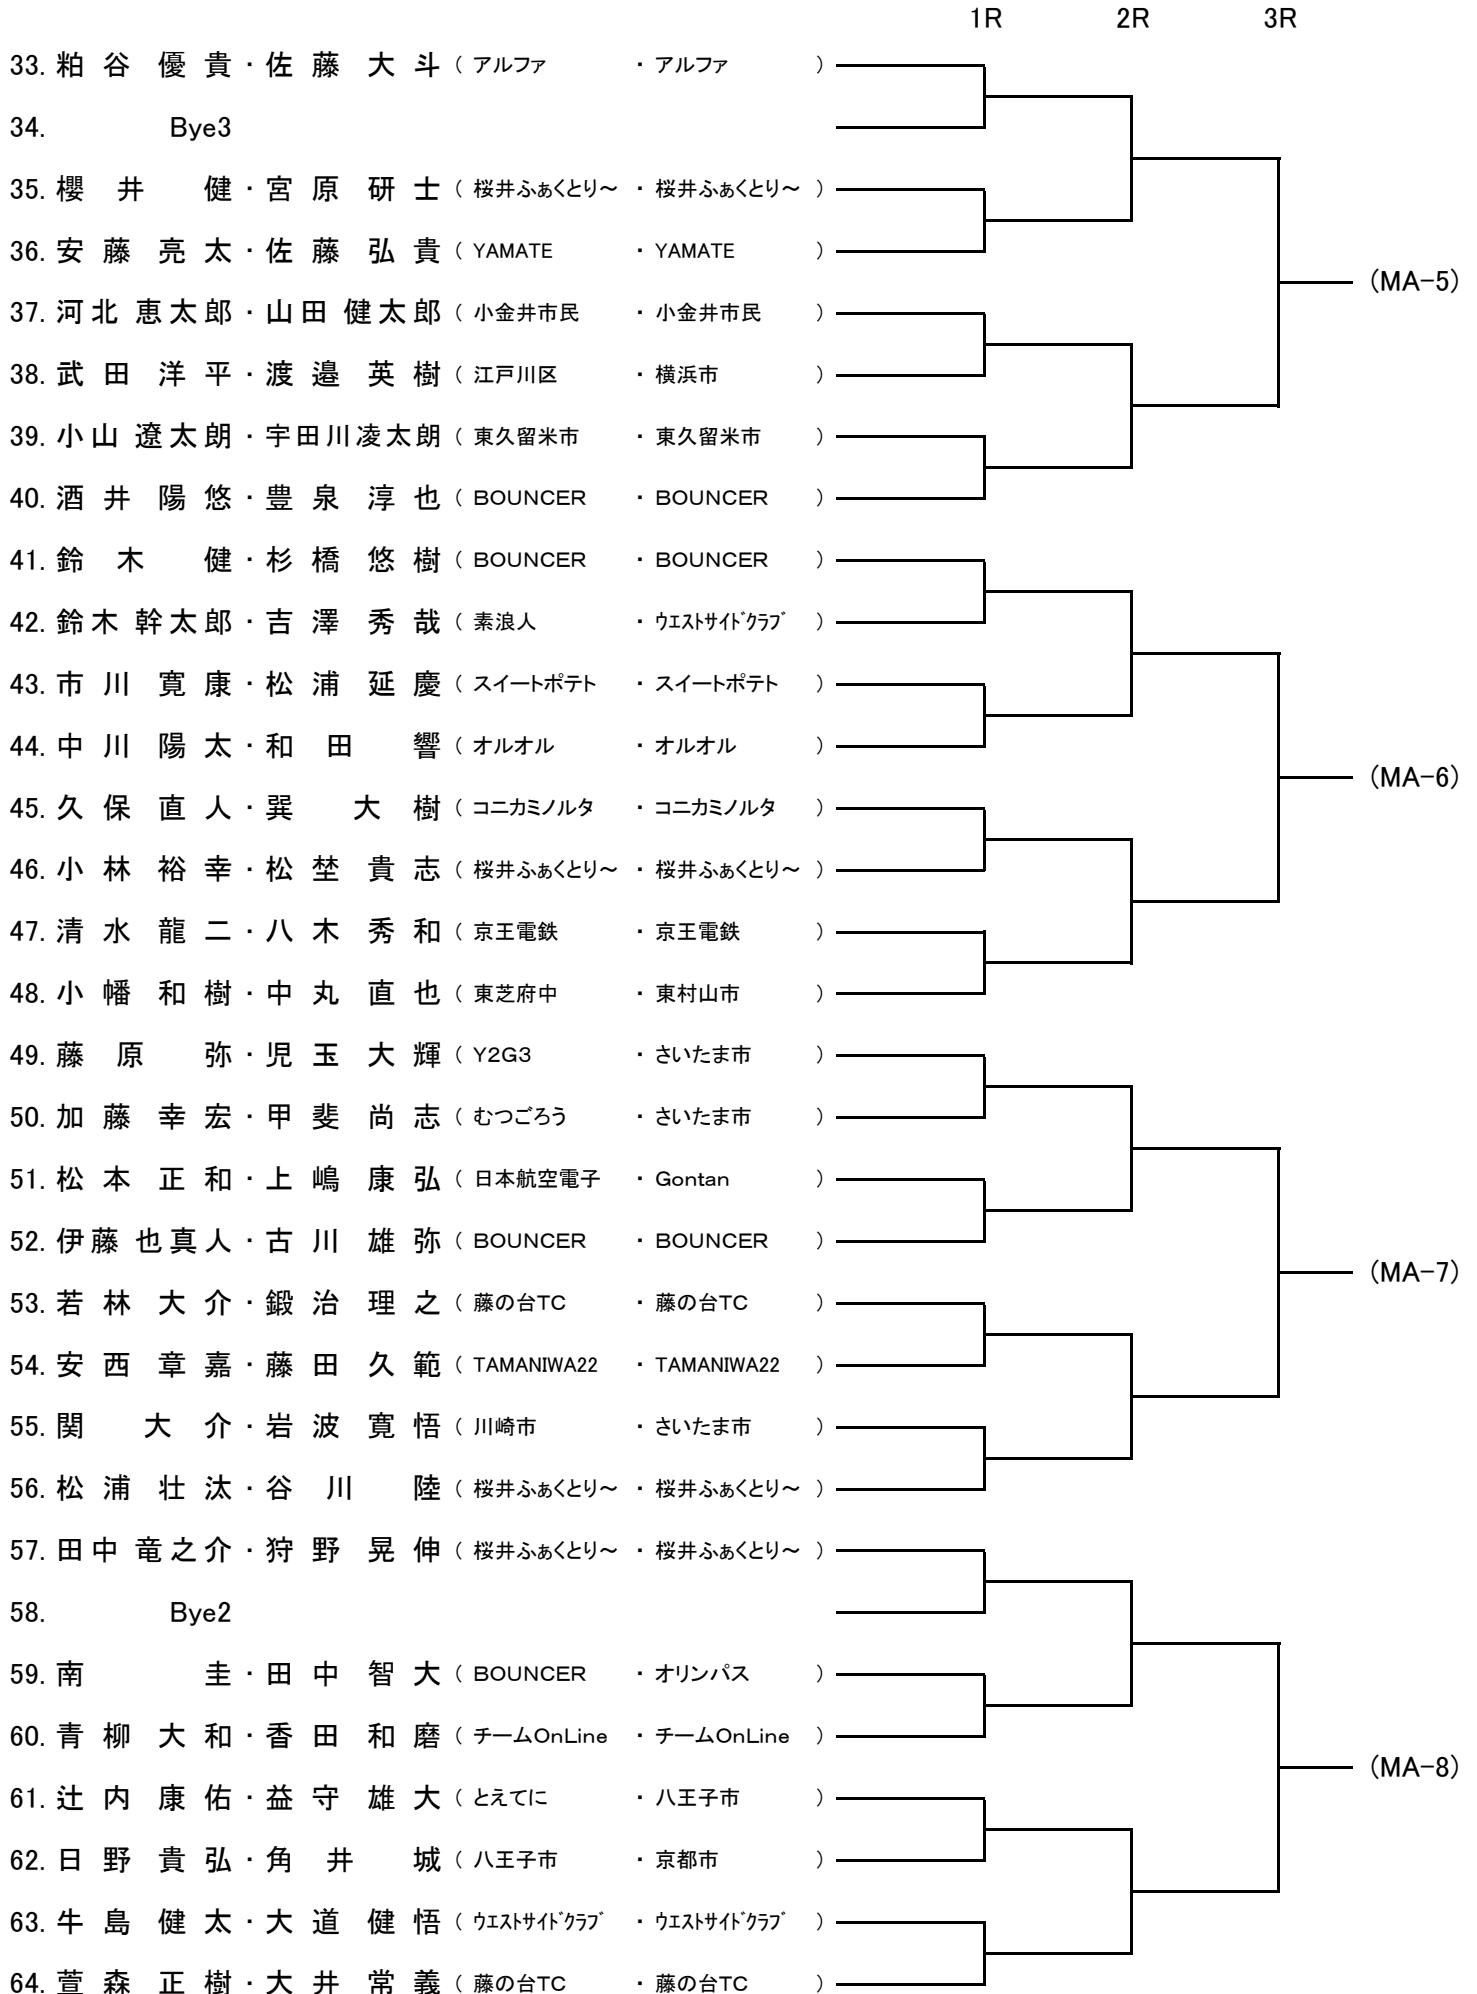 1R 2R 3R
33. 粕谷 優貴・佐藤 大斗 ( アルファ ・ アルファ )
34. Bye3
35. 櫻井 健・宮原 研士 ( 桜井ふぁくとり～ ・ 桜井ふぁくとり～ )
36. 安藤 亮太・佐藤 弘貴 ( YAMATE ・ YAMATE )
(MA-5)
37. 河北 恵太郎・山田 健太郎 ( 小金井市民 ・ 小金井市民 )
38. 武田 洋平・渡邉 英樹 ( 江戸川区 ・ 横浜市 )
39. 小山 遼太朗・宇田川凌太朗 ( 東久留米市 ・ 東久留米市 )
40. 酒井 陽悠・豊泉 淳也 ( BOUNCER ・ BOUNCER )
41. 鈴木 健・杉橋 悠樹 ( BOUNCER ・ BOUNCER )
42. 鈴木 幹太郎・吉澤 秀哉 ( 素浪人 ・ ｳｴｽﾄｻｲﾄﾞｸﾗﾌﾞ )
43. 市川 寛康・松浦 延慶 ( スイートポテト ・ スイートポテト )
44. 中川 陽太・和田 響 ( オルオル ・ オルオル )
(MA-6)
45. 久保 直人・巽 大樹 ( コニカミノルタ ・ コニカミノルタ )
46. 小林 裕幸・松埜 貴志 ( 桜井ふぁくとり～ ・ 桜井ふぁくとり～ )
47. 清水 龍二・八木 秀和 ( 京王電鉄 ・ 京王電鉄 )
48. 小幡 和樹・中丸 直也 ( 東芝府中 ・ 東村山市 )
49. 藤原 弥・児玉 大輝 ( Y2G3 ・ さいたま市 )
50. 加藤 幸宏・甲斐 尚志 ( むつごろう ・ さいたま市 )
51. 松本 正和・上嶋 康弘 ( 日本航空電子 ・ Gontan )
52. 伊藤 也真人・古川 雄弥 ( BOUNCER ・ BOUNCER )
(MA-7)
53. 若林 大介・鍛治 理之 ( 藤の台TC ・ 藤の台TC )
54. 安西 章嘉・藤田 久範 ( TAMANIWA22 ・ TAMANIWA22 )
55. 関 大介・岩波 寛悟 ( 川崎市 ・ さいたま市 )
56. 松浦 壮汰・谷川 陸 ( 桜井ふぁくとり～ ・ 桜井ふぁくとり～ )
57. 田中 竜之介・狩野 晃伸 ( 桜井ふぁくとり～ ・ 桜井ふぁくとり～ )
58. Bye2
59. 南 圭・田中 智大 ( BOUNCER ・ オリンパス )
60. 青柳 大和・香田 和磨 ( チームOnLine ・ チームOnLine )
(MA-8)
61. 辻内 康佑・益守 雄大 ( とえてに ・ 八王子市 )
62. 日野 貴弘・角井 城 ( 八王子市 ・ 京都市 )
63. 牛島 健太・大道 健悟 ( ｳｴｽﾄｻｲﾄﾞｸﾗﾌﾞ ・ ｳｴｽﾄｻｲﾄﾞｸﾗﾌﾞ )
64. 萱森 正樹・大井 常義 ( 藤の台TC ・ 藤の台TC )